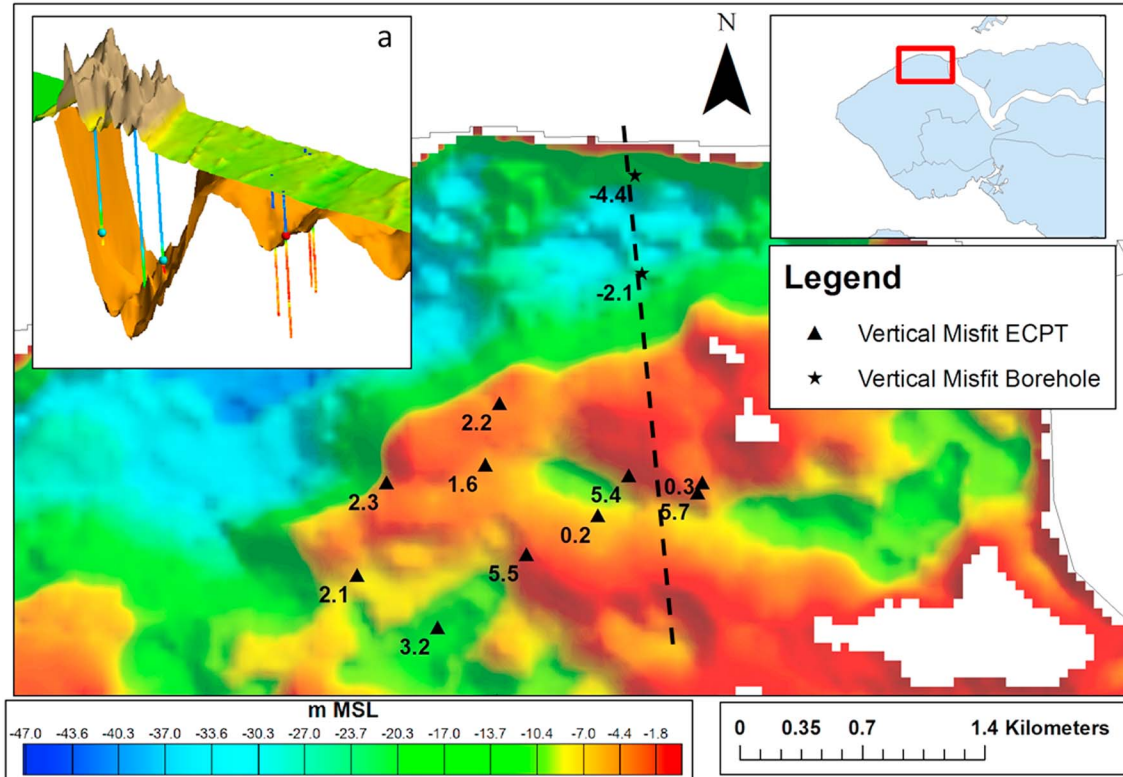 a
N
-4.4
-2.1
Legend
Vertical Misfit ECPT
Vertical Misfit Borehole
2.2
1.6
2.3
5.4
0.3
5.7
0.2
5.5
2.1
3.2
m MSL
-47.0 -43.6 -40.3 -37.0 -33.6 -30.3 -27.0 -23.7 -20.3 -17.0 -13.7 -10.4 -7.0 -4.4 -1.8
0 0.35 0.7 1.4 Kilometers